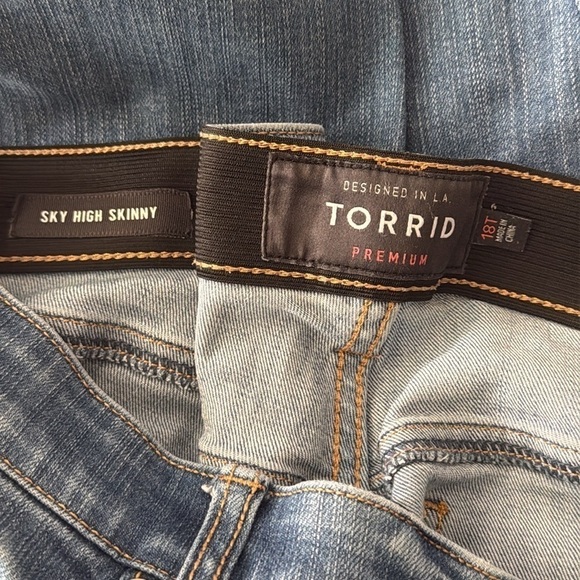 SKY HIGH SKINNY
DESIGNED IN L.A.
TORRID
PREMIUM
18T
MADE IN
CHINA